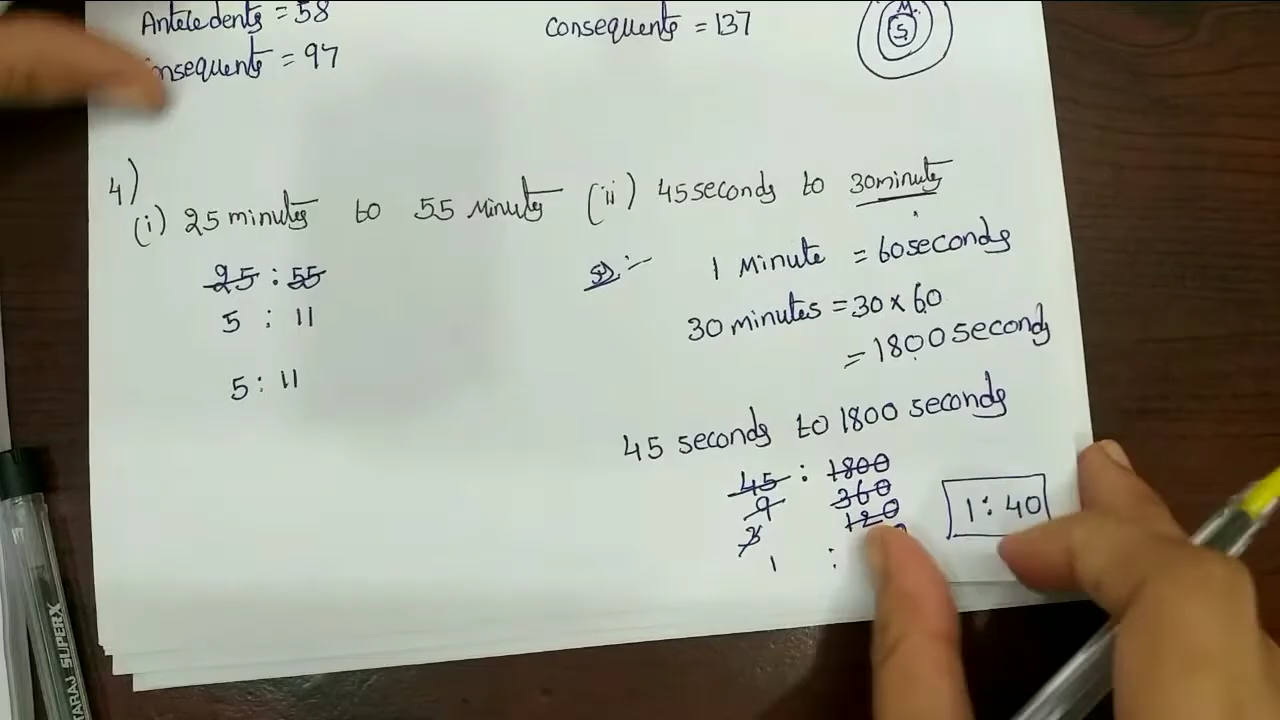 Antecedents = 58
Consequents = 137
M.
S
nsequents = 97
4)
(i) 25 minutes to 55 Minutes (ii) 45 seconds to 30 minutes
25 : 55
5 : 11
5 : 11
Sol :-
1 Minute = 60 seconds
30 minutes = 30 x 60
= 1800 seconds
45 seconds to 1800 seconds
45 : 1800
9 360
3 120
1 :
1 : 40
ATARAJ SUPERX